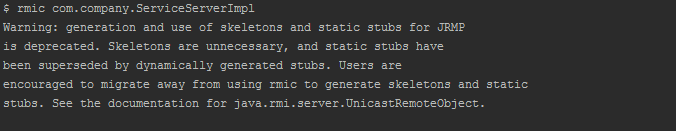 $ rmic com.company.ServiceServerImpl
Warning: generation and use of skeletons and static stubs for JRMP
is deprecated. Skeletons are unnecessary, and static stubs have
been superseded by dynamically generated stubs. Users are
encouraged to migrate away from using rmic to generate skeletons and static
stubs. See the documentation for java.rmi.server.UnicastRemoteObject.